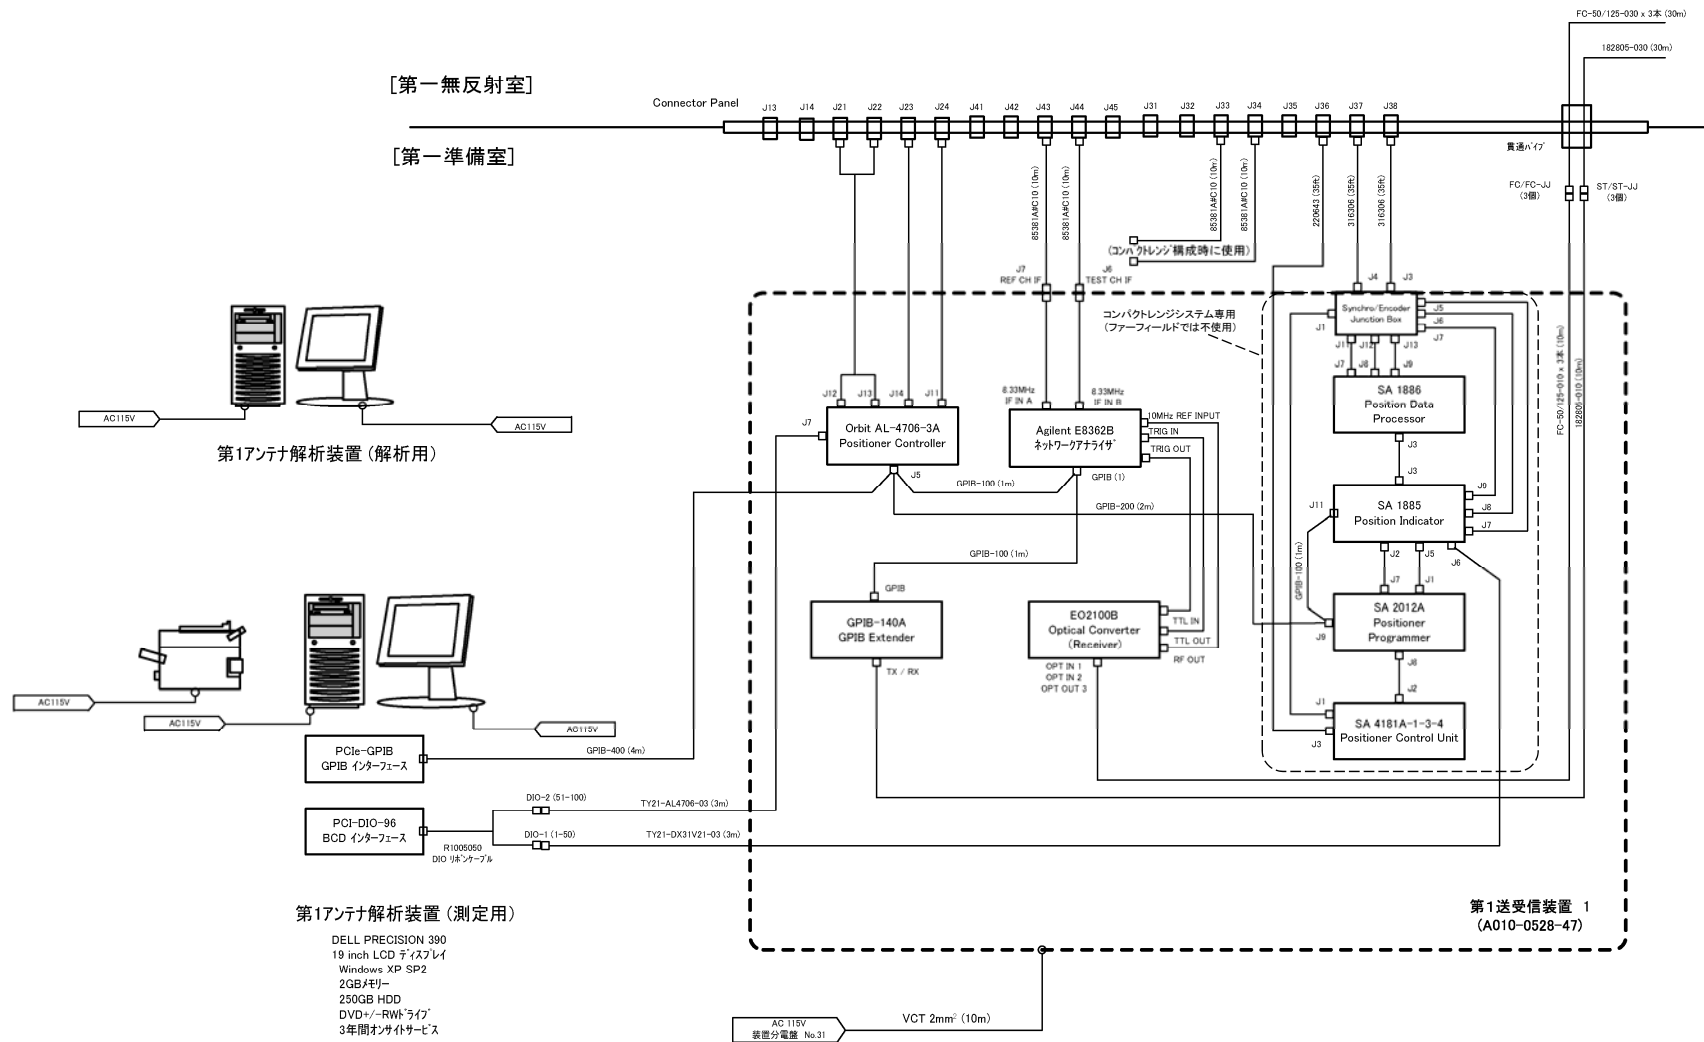 FC-50/125-030 x 3本 (30m)
182805-030 (30m)
[第一無反射室]
Connector Panel
J13
J14
J21
J22
J23
J24
J41
J42
J43
J44
J45
J31
J32
J33
J34
J35
J36
J37
J38
[第一準備室]
貫通パイプ
FC/FC-JJ
(3個)
ST/ST-JJ
(3個)
85381A#C10 (10m)
85381A#C10 (10m)
85381A#C10 (10m)
85381A#C10 (10m)
220643 (35ft)
316306 (35ft)
316306 (35ft)
(コンパクトレンジ構成時に使用)
J7
REF CH IF
J6
TEST CH IF
J4
J3
コンパクトレンジシステム専用
(ファーフィールドでは不使用)
Synchro/Encoder
Junction Box
J1
J5
J6
J7
J11
J12
J13
J7
J8
J9
SA 1886
Position Data
Processor
J3
J3
FC-50/125-010 x 3本 (10m)
182805-010 (10m)
AC115V
AC115V
第1アンテナ解析装置 (解析用)
J12
J13
J14
J11
J7
Orbit AL-4706-3A
Positioner Controller
J5
8.33MHz
IF IN A
8.33MHz
IF IN B
Agilent E8362B
ネットワークアナライザ
10MHz REF INPUT
TRIG IN
TRIG OUT
GPIB (1)
GPIB-100 (1m)
GPIB-200 (2m)
GPIB-100 (1m)
J11
SA 1885
Position Indicator
J9
J8
J7
J2
J5
J6
GPIB-100 (1m)
J7
J1
GPIB
GPIB-140A
GPIB Extender
TX / RX
EO2100B
Optical Converter
(Receiver)
TTL IN
TTL OUT
RF OUT
OPT IN 1
OPT IN 2
OPT OUT 3
SA 2012A
Positioner
Programmer
J9
J8
J2
J1
J3
SA 4181A-1-3-4
Positioner Control Unit
AC115V
AC115V
AC115V
PCIe-GPIB
GPIB インターフェース
GPIB-400 (4m)
PCI-DIO-96
BCD インターフェース
R1005050
DIO リボンケーブル
DIO-2 (51-100)
TY21-AL4706-03 (3m)
DIO-1 (1-50)
TY21-DX31V21-03 (3m)
第1アンテナ解析装置 (測定用)
DELL PRECISION 390
19 inch LCD ディスプレイ
Windows XP SP2
2GBメモリー
250GB HDD
DVD+/-RWドライブ
3年間オンサイトサービス
第1送受信装置 1
(A010-0528-47)
AC 115V
装置分電盤 No.31
VCT 2mm² (10m)